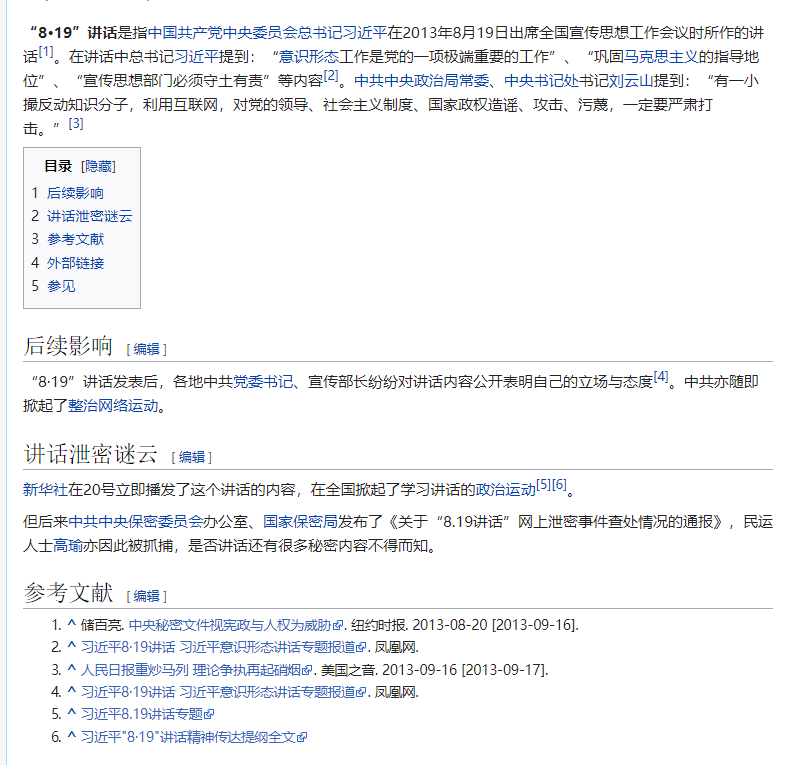 “8•19”讲话是指中国共产党中央委员会总书记习近平在2013年8月19日出席全国宣传思想工作会议时所作的讲
话[1]。在讲话中总书记习近平提到：“意识形态工作是党的一项极端重要的工作”、“巩固马克思主义的指导地
位”、“宣传思想部门必须守土有责”等内容[2]。中共中央政治局常委、中央书记处书记刘云山提到：“有一小
撮反动知识分子，利用互联网，对党的领导、社会主义制度、国家政权造谣、攻击、污蔑，一定要严肃打
击。”[3]
目录 [隐藏]
1 后续影响
2 讲话泄密谜云
3 参考文献
4 外部链接
5 参见
后续影响 [编辑]
“8·19”讲话发表后，各地中共党委书记、宣传部长纷纷对讲话内容公开表明自己的立场与态度[4]。中共亦随即
掀起了整治网络运动。
讲话泄密谜云 [编辑]
新华社在20号立即播发了这个讲话的内容，在全国掀起了学习讲话的政治运动[5][6]。
但后来中共中央保密委员会办公室、国家保密局发布了《关于“8.19讲话”网上泄密事件查处情况的通报》，民运
人士高瑜亦因此被抓捕，是否讲话还有很多秘密内容不得而知。
参考文献 [编辑]
1. ^ 储百亮. 中央秘密文件视宪政与人权为威胁. 纽约时报. 2013-08-20 [2013-09-16].
2. ^ 习近平8·19讲话 习近平意识形态讲话专题报道. 凤凰网.
3. ^ 人民日报重炒马列 理论争执再起硝烟. 美国之音. 2013-09-16 [2013-09-17].
4. ^ 习近平8·19讲话 习近平意识形态讲话专题报道. 凤凰网.
5. ^ 习近平8.19讲话专题
6. ^ 习近平"8·19"讲话精神传达提纲全文